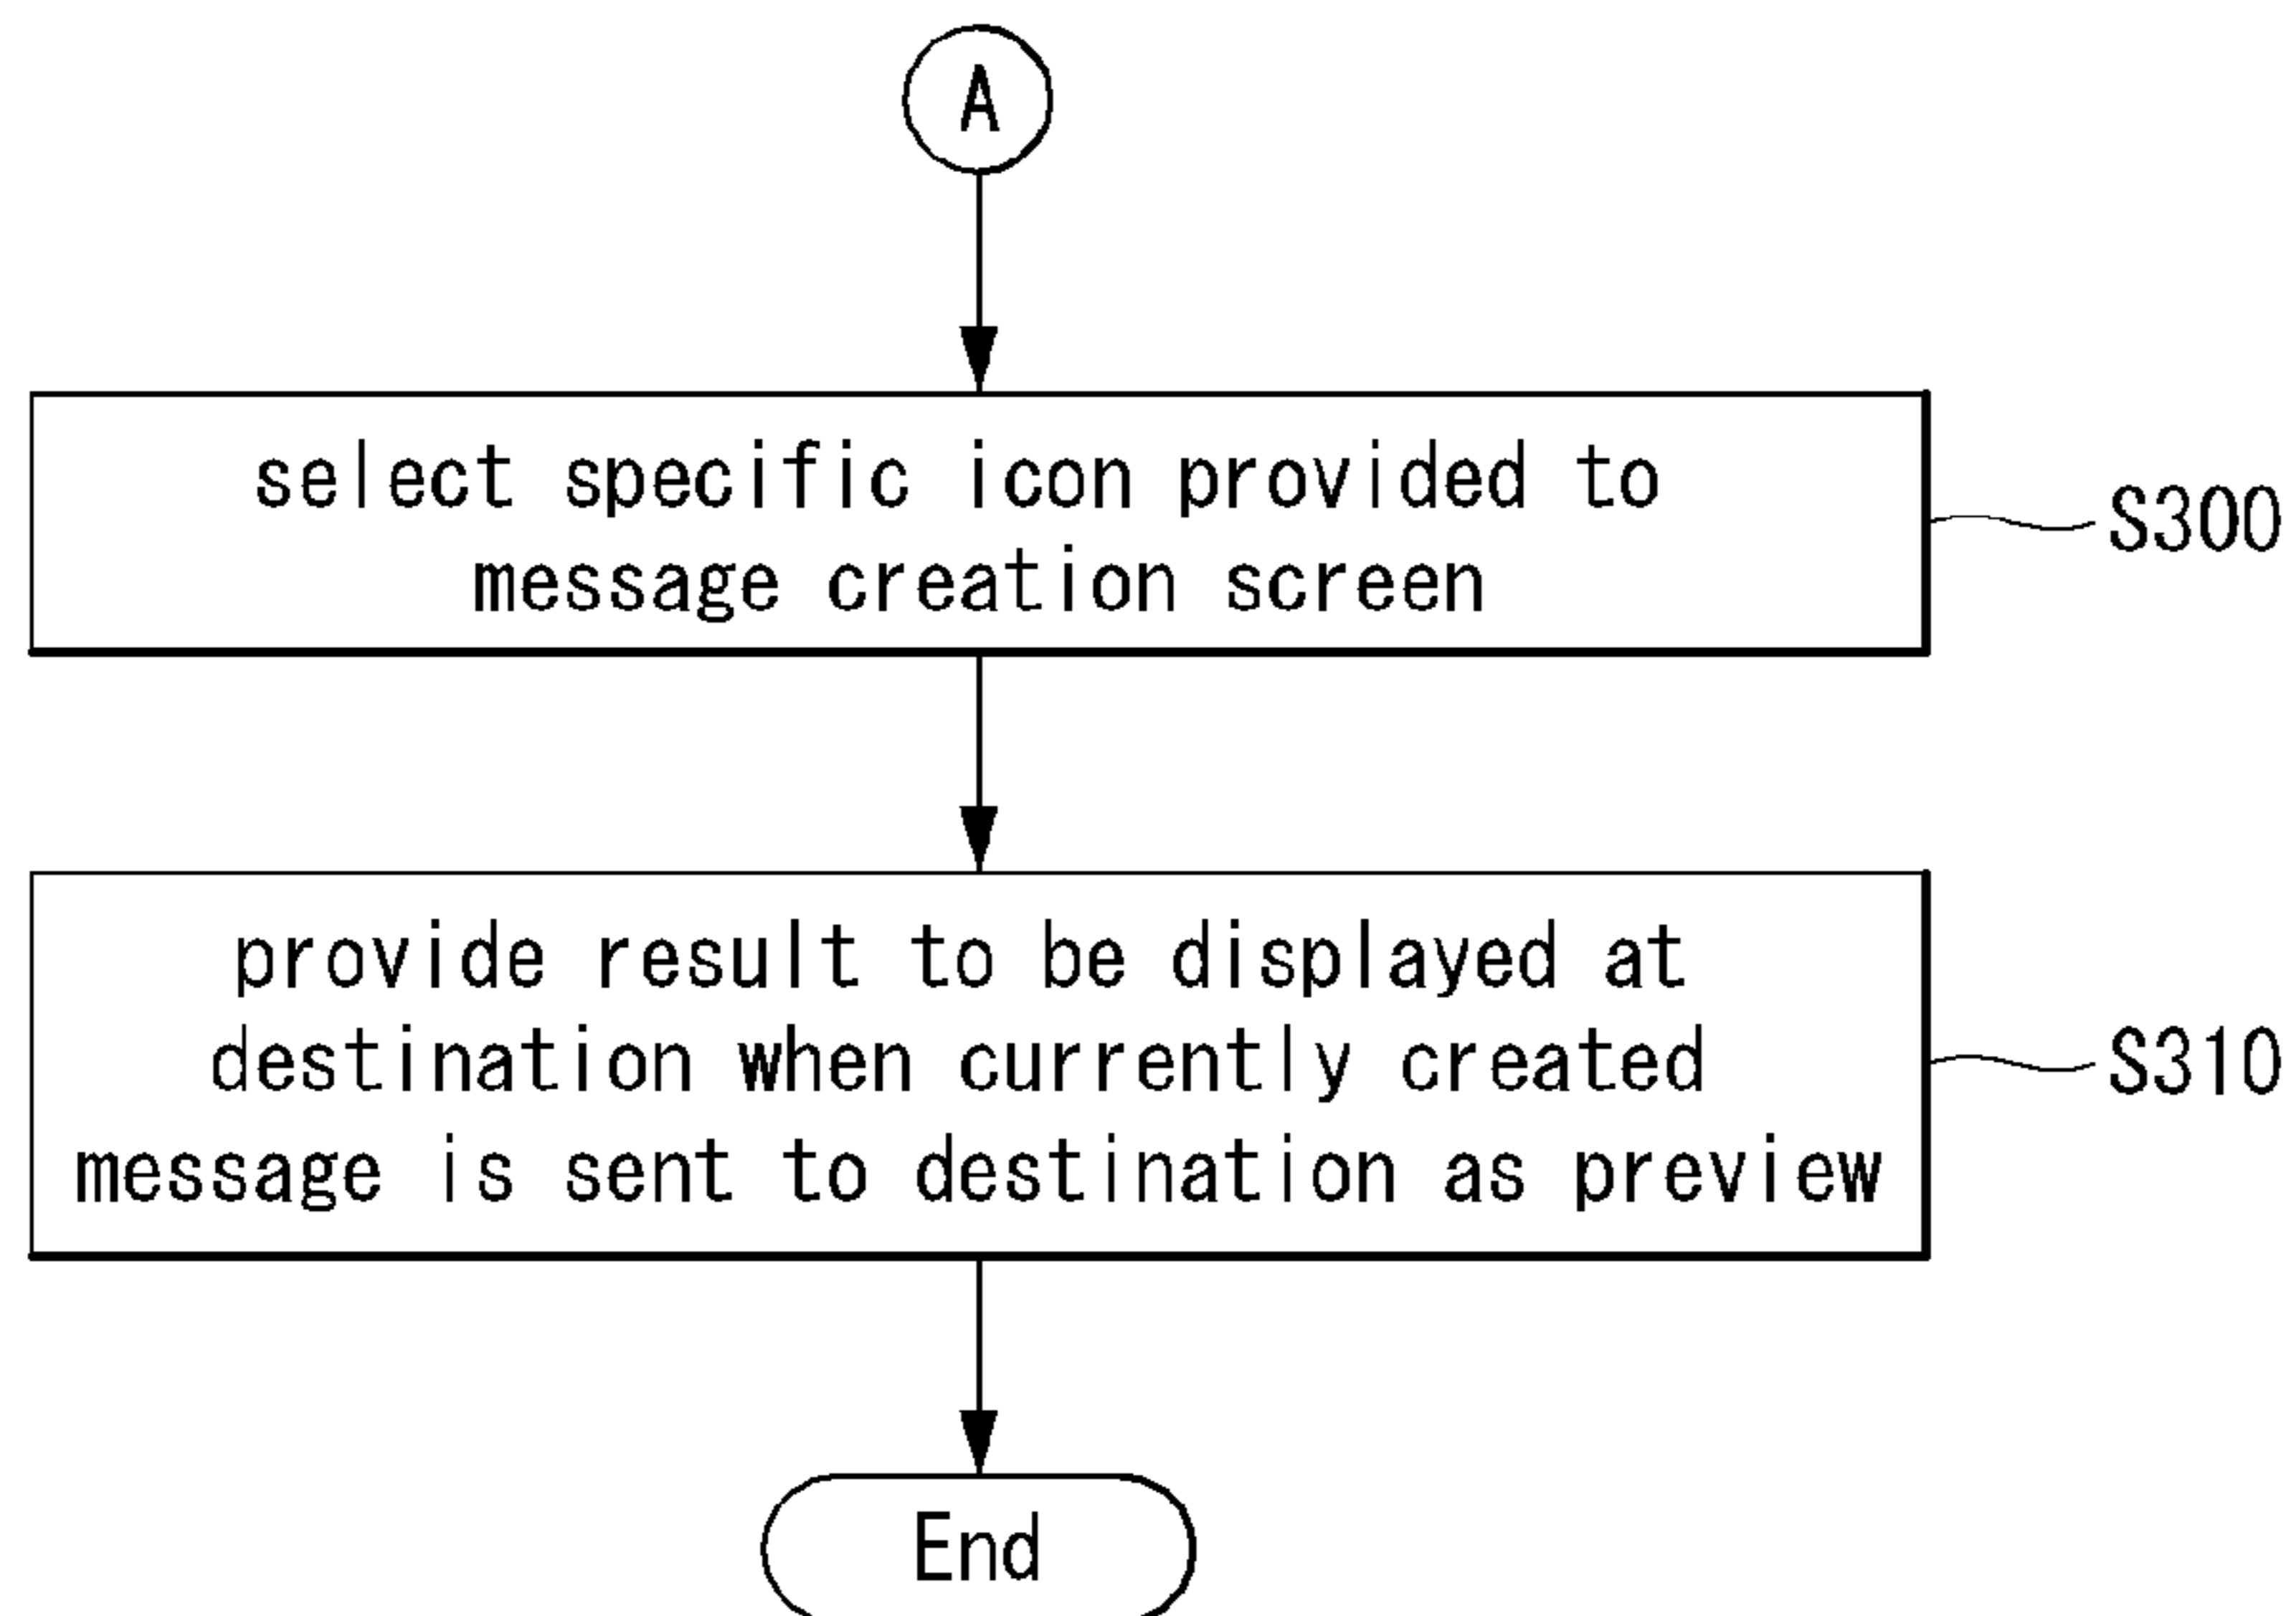 A
select specific icon provided to
message creation screen
S300
provide result to be displayed at
destination when currently created
message is sent to destination as preview
S310
End